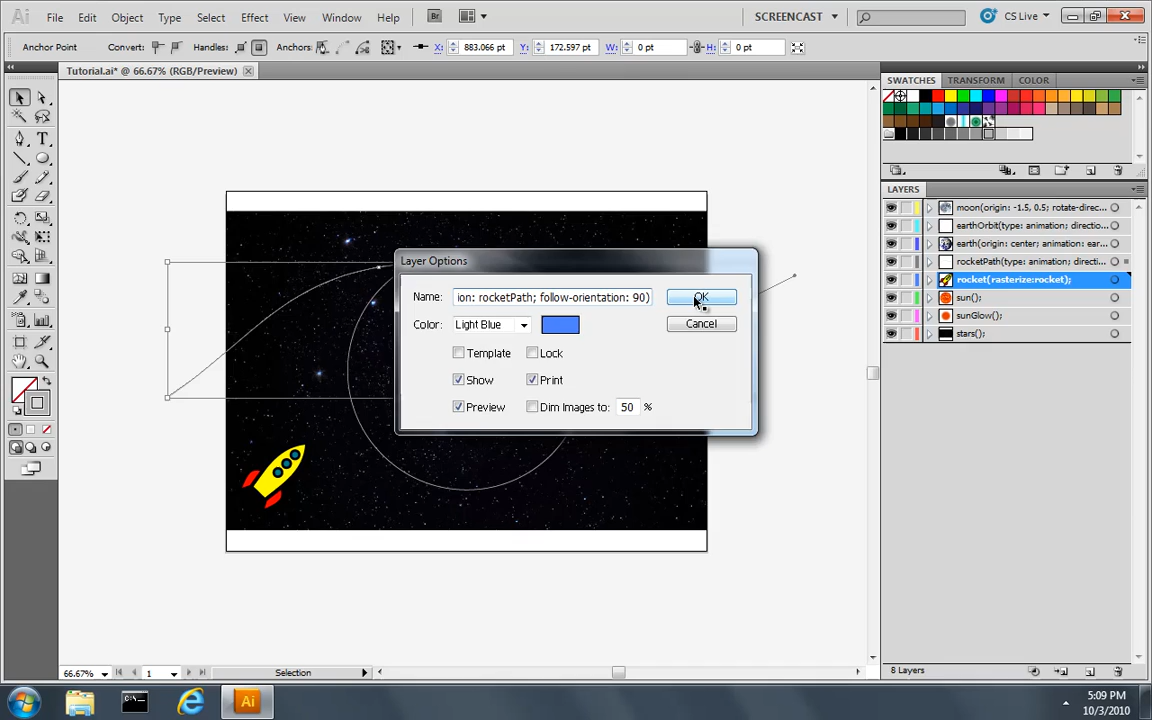 Ai File Edit Object Type Select Effect View Window Help Br SCREENCAST CS Live
Anchor Point Convert: Handles: Anchors: X: 883.066 pt Y: 172.597 pt W: 0 pt H: 0 pt
Tutorial.ai* @ 66.67% (RGB/Preview)
SWATCHES TRANSFORM COLOR
LAYERS
moon(origin: -1.5, 0.5; rotate-direc...
earthOrbit(type: animation; directi...
earth(origin: center; animation: ear...
rocketPath(type: animation; directi...
rocket(rasterize:rocket);
sun();
sunGlow();
stars();
Layer Options
Name: ion: rocketPath; follow-orientation: 90) OK
Color: Light Blue Cancel
Template Lock
Show Print
Preview Dim Images to: 50 %
66.67% 1 Selection
8 Layers
Ai
5:09 PM
10/3/2010